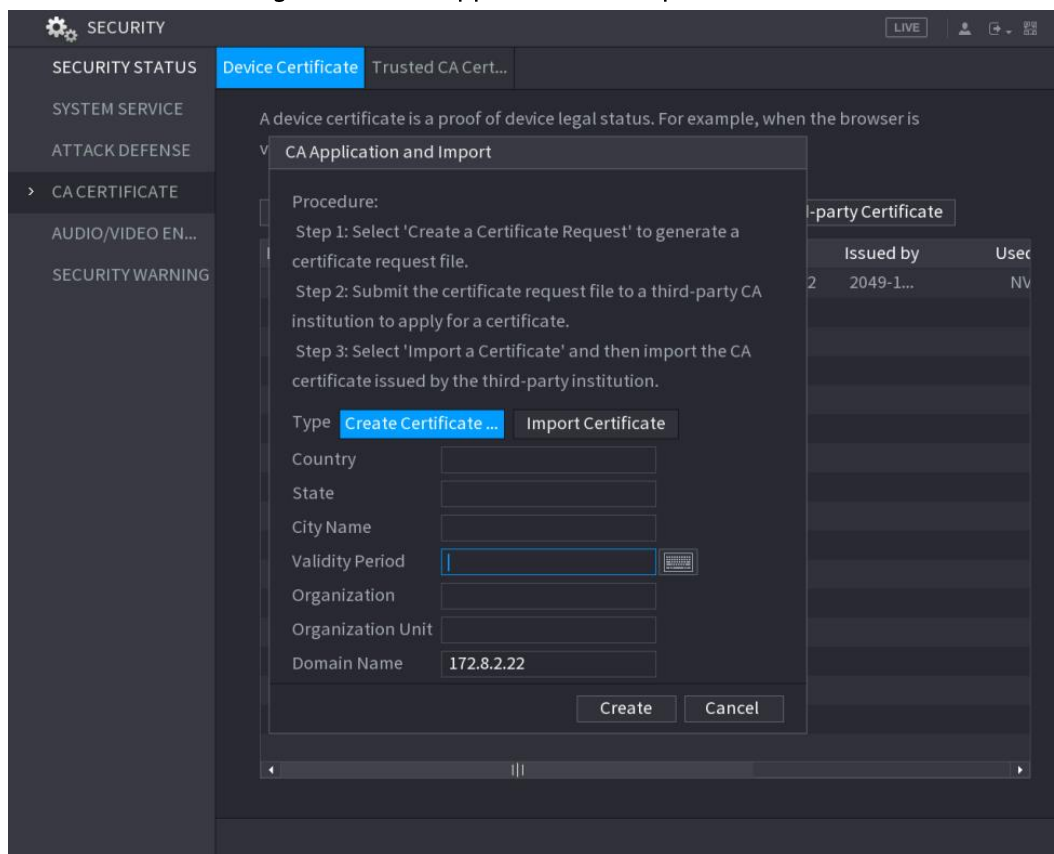 SECURITY
LIVE
SECURITY STATUS
Device Certificate
Trusted CA Cert...
SYSTEM SERVICE
ATTACK DEFENSE
CA CERTIFICATE
AUDIO/VIDEO EN...
SECURITY WARNING
A device certificate is a proof of device legal status. For example, when the browser is
CA Application and Import
Procedure:
Step 1: Select 'Create a Certificate Request' to generate a
certificate request file.
Step 2: Submit the certificate request file to a third-party CA
institution to apply for a certificate.
Step 3: Select 'Import a Certificate' and then import the CA
certificate issued by the third-party institution.
Type Create Certificate ... Import Certificate
Country
State
City Name
Validity Period
Organization
Organization Unit
Domain Name 172.8.2.22
Create Cancel
-party Certificate
Issued by
2 2049-1...